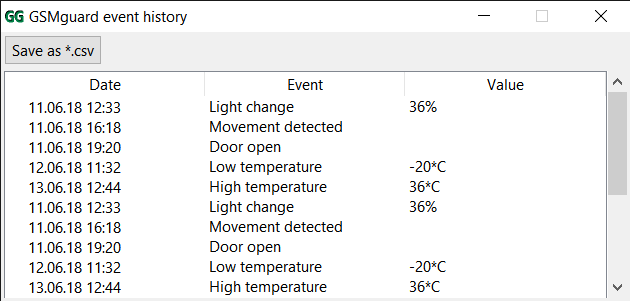 GG GSMguard event history
Save as *.csv
Date Event Value
11.06.18 12:33 Light change 36%
11.06.18 16:18 Movement detected
11.06.18 19:20 Door open
12.06.18 11:32 Low temperature -20*C
13.06.18 12:44 High temperature 36*C
11.06.18 12:33 Light change 36%
11.06.18 16:18 Movement detected
11.06.18 19:20 Door open
12.06.18 11:32 Low temperature -20*C
13.06.18 12:44 High temperature 36*C